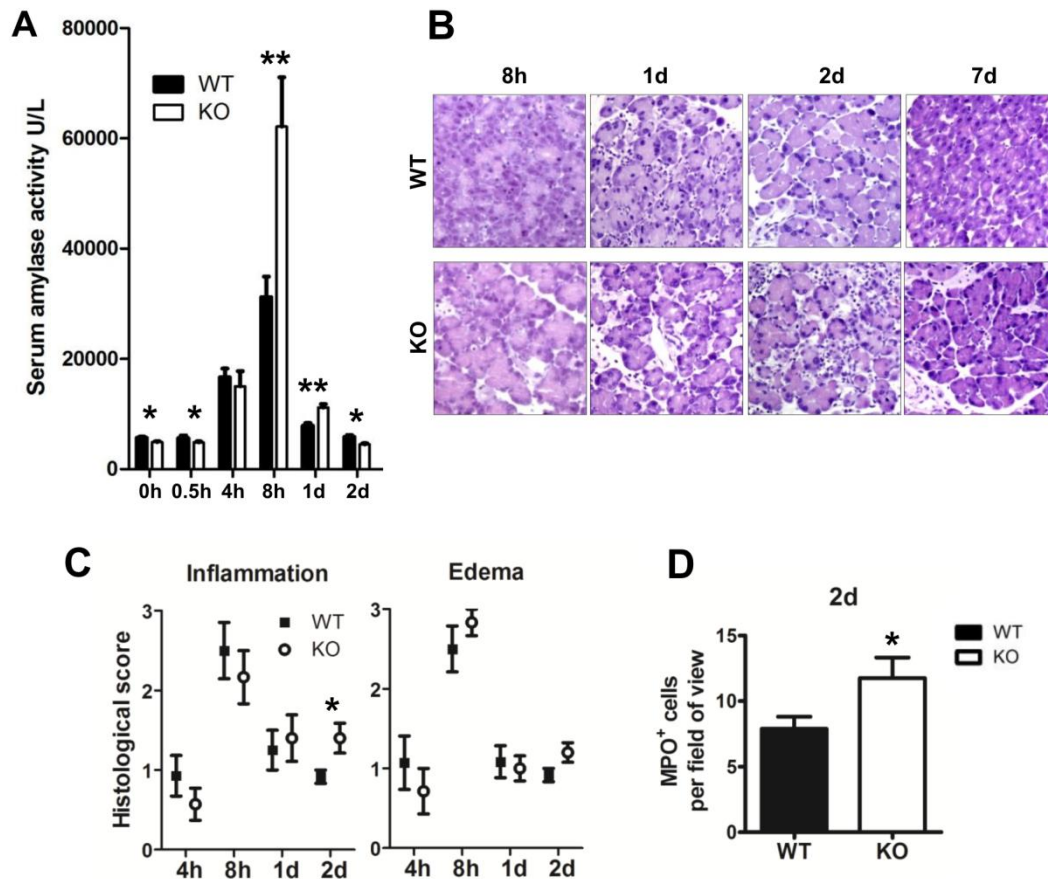 A
80000
60000
40000
20000
0
Serum amylase activity U/L
WT
KO
*
*
**
**
*
0h 0.5h 4h 8h 1d 2d
B
8h 1d 2d 7d
WT
KO
C
Inflammation
Histological score
3
2
1
0
WT
KO
*
4h 8h 1d 2d
Edema
3
2
1
0
4h 8h 1d 2d
D
2d
MPO+ cells
per field of view
15
10
5
0
*
WT
KO
WT KO